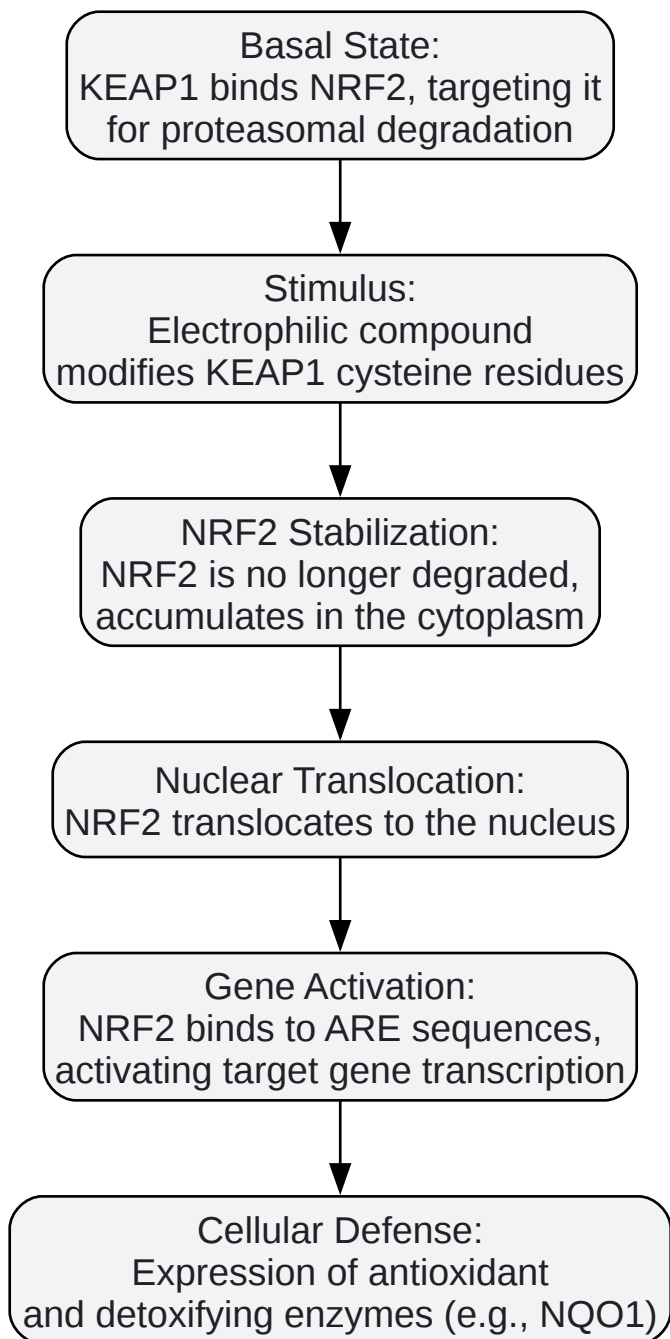 Basal State:
KEAP1 binds NRF2, targeting it
for proteasomal degradation
Stimulus:
Electrophilic compound
modifies KEAP1 cysteine residues
NRF2 Stabilization:
NRF2 is no longer degraded,
accumulates in the cytoplasm
Nuclear Translocation:
NRF2 translocates to the nucleus
Gene Activation:
NRF2 binds to ARE sequences,
activating target gene transcription
Cellular Defense:
Expression of antioxidant
and detoxifying enzymes (e.g., NQO1)